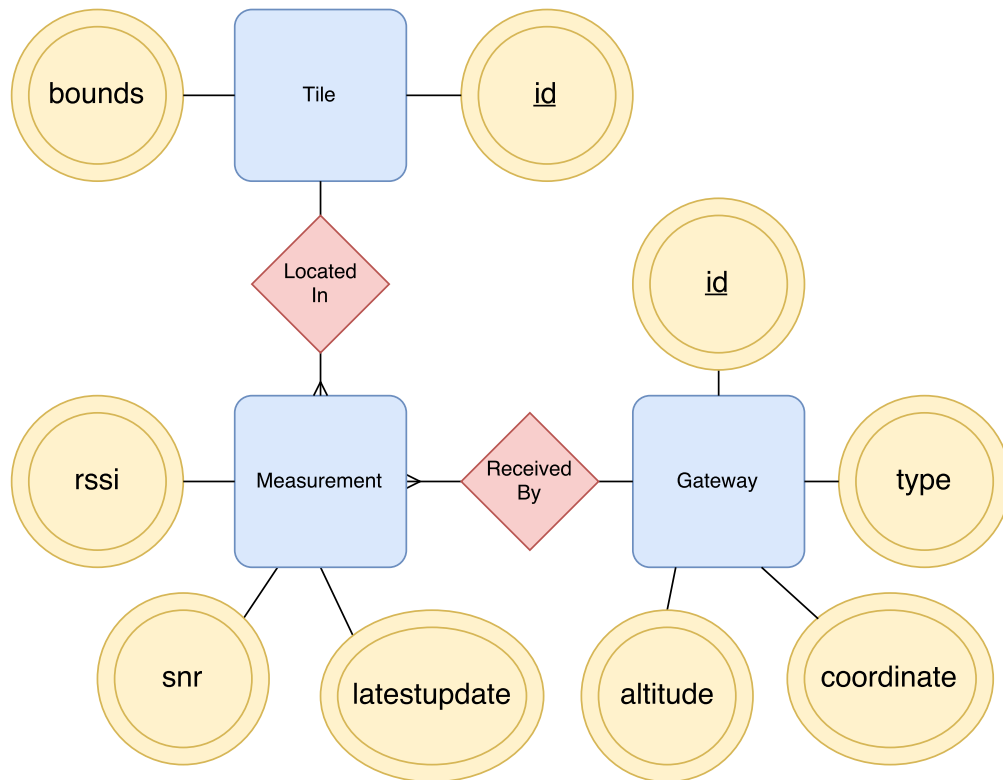 bounds
Tile
id
Located
In
id
rssi
Measurement
Received
By
Gateway
type
snr
latestupdate
altitude
coordinate